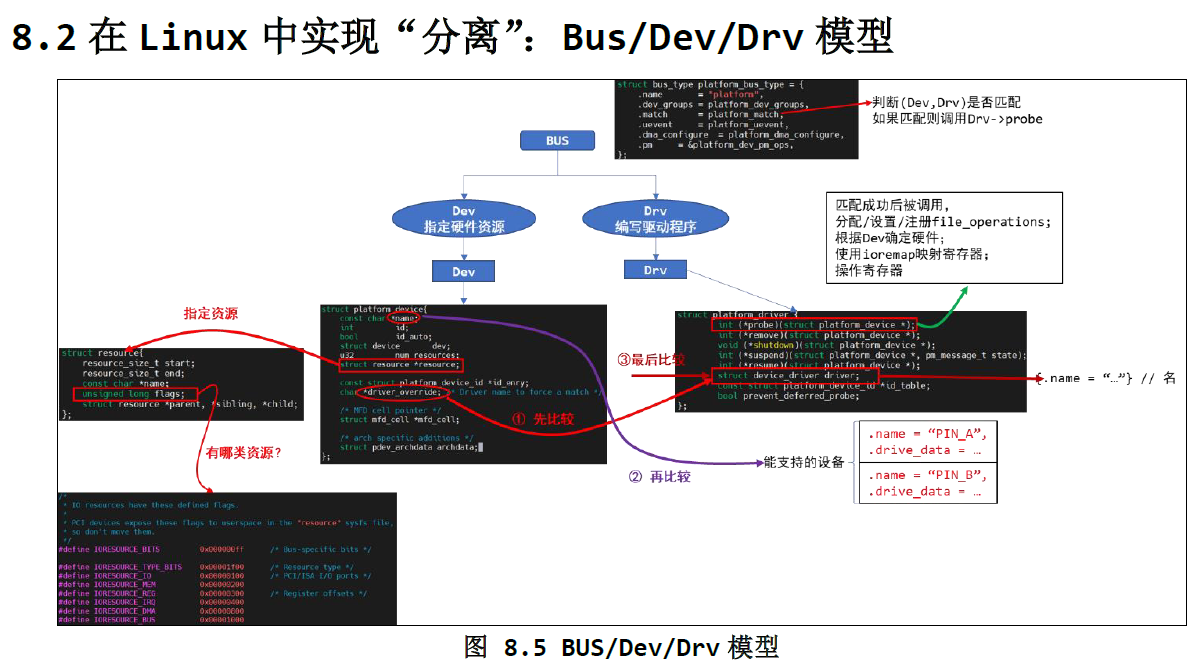 8.2 在 Linux 中实现“分离”: Bus/Dev/Drv 模型
struct bus_type platform_bus_type = {
.name = "platform",
.dev_groups = platform_dev_groups,
.match = platform_match,
.uevent = platform_uevent,
.dma_configure = platform_dma_configure,
.pm = &platform_dev_pm_ops,
};
判断(Dev,Drv)是否匹配
如果匹配则调用Drv->probe
BUS
Dev
指定硬件资源
Drv
编写驱动程序
Dev
Drv
匹配成功后被调用,
分配/设置/注册file_operations;
根据Dev确定硬件;
使用ioremap映射寄存器;
操作寄存器
指定资源
struct resource{
resource_size_t start;
resource_size_t end;
const char *name;
unsigned long flags;
struct resource *parent, *sibling, *child;
};
有哪类资源?
struct platform_device{
const char *name;
int id;
bool id_auto;
struct device dev;
u32 num_resources;
struct resource *resource;
const struct platform_device_id *id_enry;
char *driver_override; /* Driver name to force a match */
/* MFD cell pointer */
struct mfd_cell *mfd_cell;
/* arch specific additions */
struct pdev_archdata archdata;
};
① 先比较
② 再比较
③最后比较
struct platform_driver {
int (*probe)(struct platform_device *);
int (*remove)(struct platform_device *);
void (*shutdown)(struct platform_device *);
int (*suspend)(struct platform_device *, pm_message_t state);
int (*resume)(struct platform_device *);
struct device_driver driver;
const struct platform_device_id *id_table;
bool prevent_deferred_probe;
};
{.name = “…”} // 名
能支持的设备
.name = “PIN_A”,
.drive_data = …
.name = “PIN_B”,
.drive_data = …
/*
* IO resources have these defined flags.
*
* PCI devices expose these flags to userspace in the "resource" sysfs file,
* so don't move them.
*/
#define IORESOURCE_BITS 0x000000ff /* Bus-specific bits */
#define IORESOURCE_TYPE_BITS 0x00001f00 /* Resource type */
#define IORESOURCE_IO 0x00000100 /* PCI/ISA I/O ports */
#define IORESOURCE_MEM 0x00000200
#define IORESOURCE_REG 0x00000300 /* Register offsets */
#define IORESOURCE_IRQ 0x00000400
#define IORESOURCE_DMA 0x00000800
#define IORESOURCE_BUS 0x00001000
图 8.5 BUS/Dev/Drv 模型